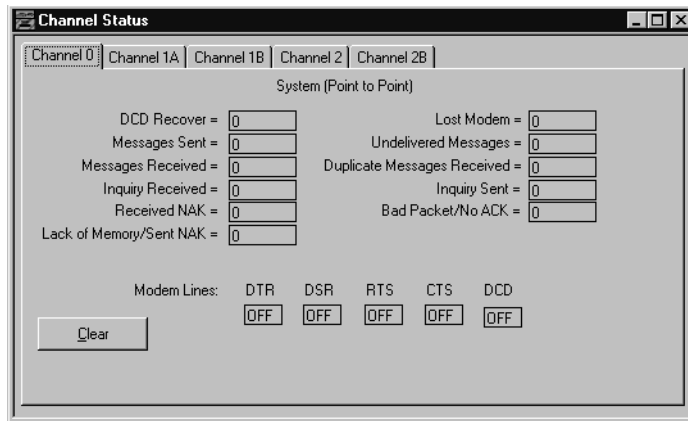 Channel Status
Channel 0 Channel 1A Channel 1B Channel 2 Channel 2B
System (Point to Point)
DCD Recover = 0 Lost Modem = 0
Messages Sent = 0 Undelivered Messages = 0
Messages Received = 0 Duplicate Messages Received = 0
Inquiry Received = 0 Inquiry Sent = 0
Received NAK = 0 Bad Packet/No ACK = 0
Lack of Memory/Sent NAK = 0
Modem Lines: DTR DSR RTS CTS DCD
OFF OFF OFF OFF OFF
Clear